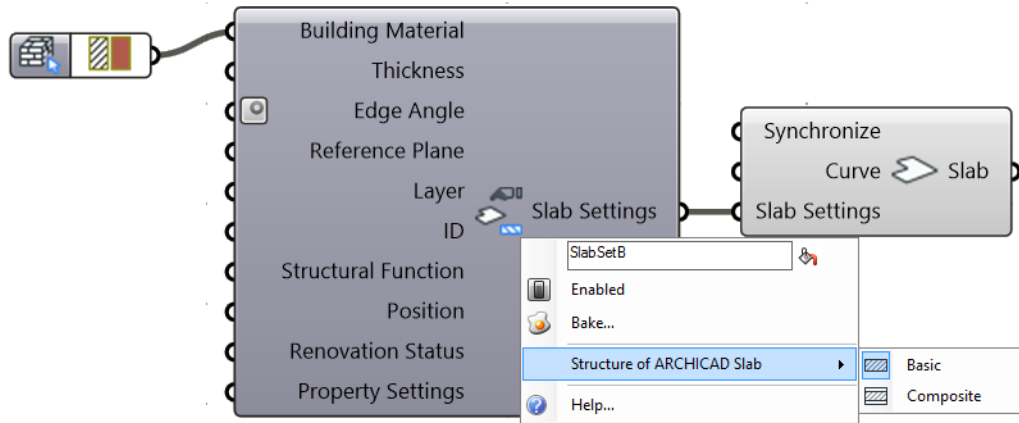 Building Material
Thickness
Edge Angle
Reference Plane
Layer
ID
Structural Function
Position
Renovation Status
Property Settings
Slab Settings
Synchronize
Curve
Slab Settings
Slab
SlabSetB
Enabled
Bake...
Structure of ARCHICAD Slab
Help...
Basic
Composite